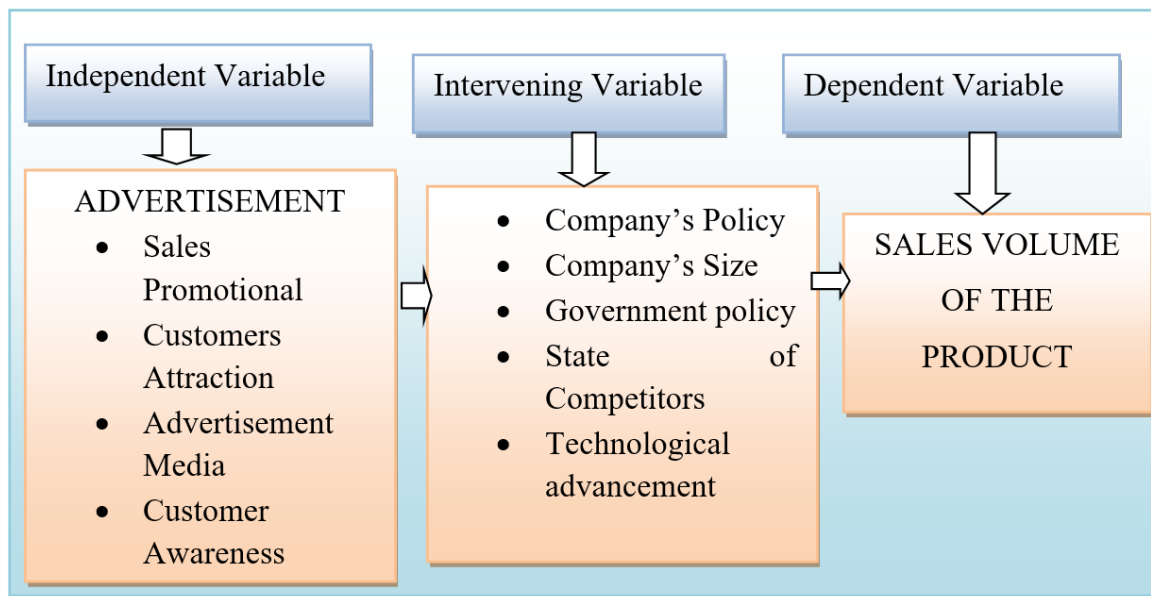 Independent Variable
Intervening Variable
Dependent Variable
ADVERTISEMENT
• Sales
Promotional
• Customers
Attraction
• Advertisement
Media
• Customer
Awareness
• Company’s Policy
• Company’s Size
• Government policy
• State of
Competitors
• Technological
advancement
SALES VOLUME
OF THE
PRODUCT